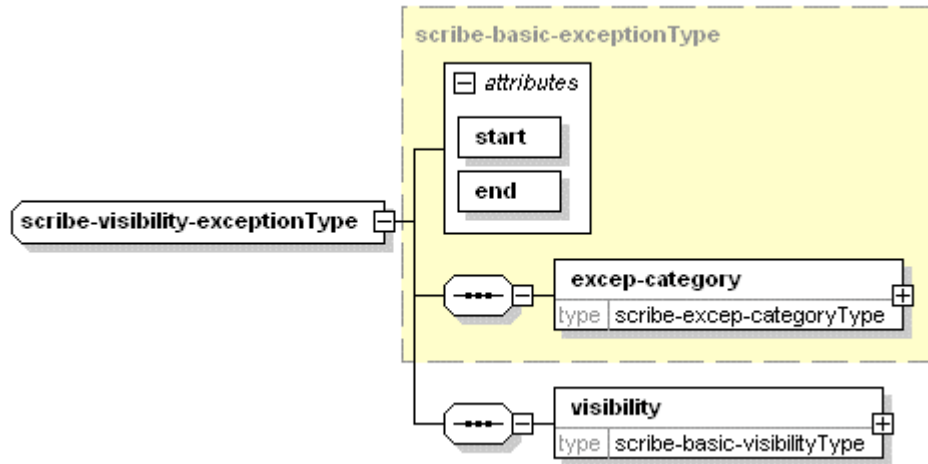 scribe-basic-exceptionType
attributes
start
end
scribe-visibility-exceptionType
excep-category
type scribe-excep-categoryType
visibility
type scribe-basic-visibilityType